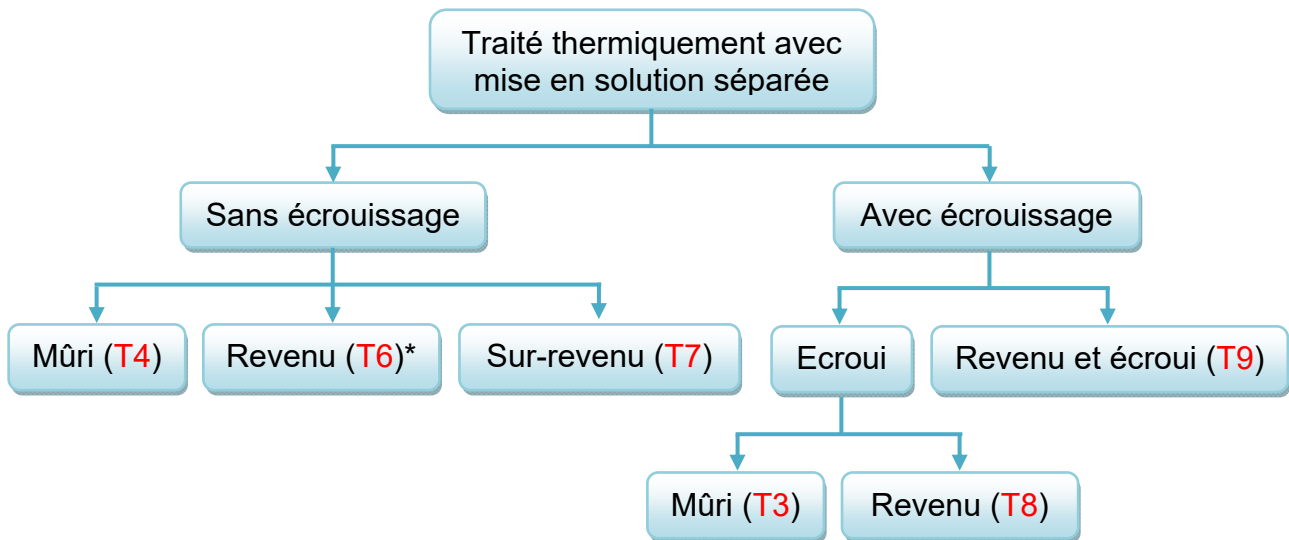 Traité thermiquement avec
mise en solution séparée
Sans écrouissage
Avec écrouissage
Mûri (T4)
Revenu (T6)*
Sur-revenu (T7)
Ecroui
Revenu et écroui (T9)
Mûri (T3)
Revenu (T8)